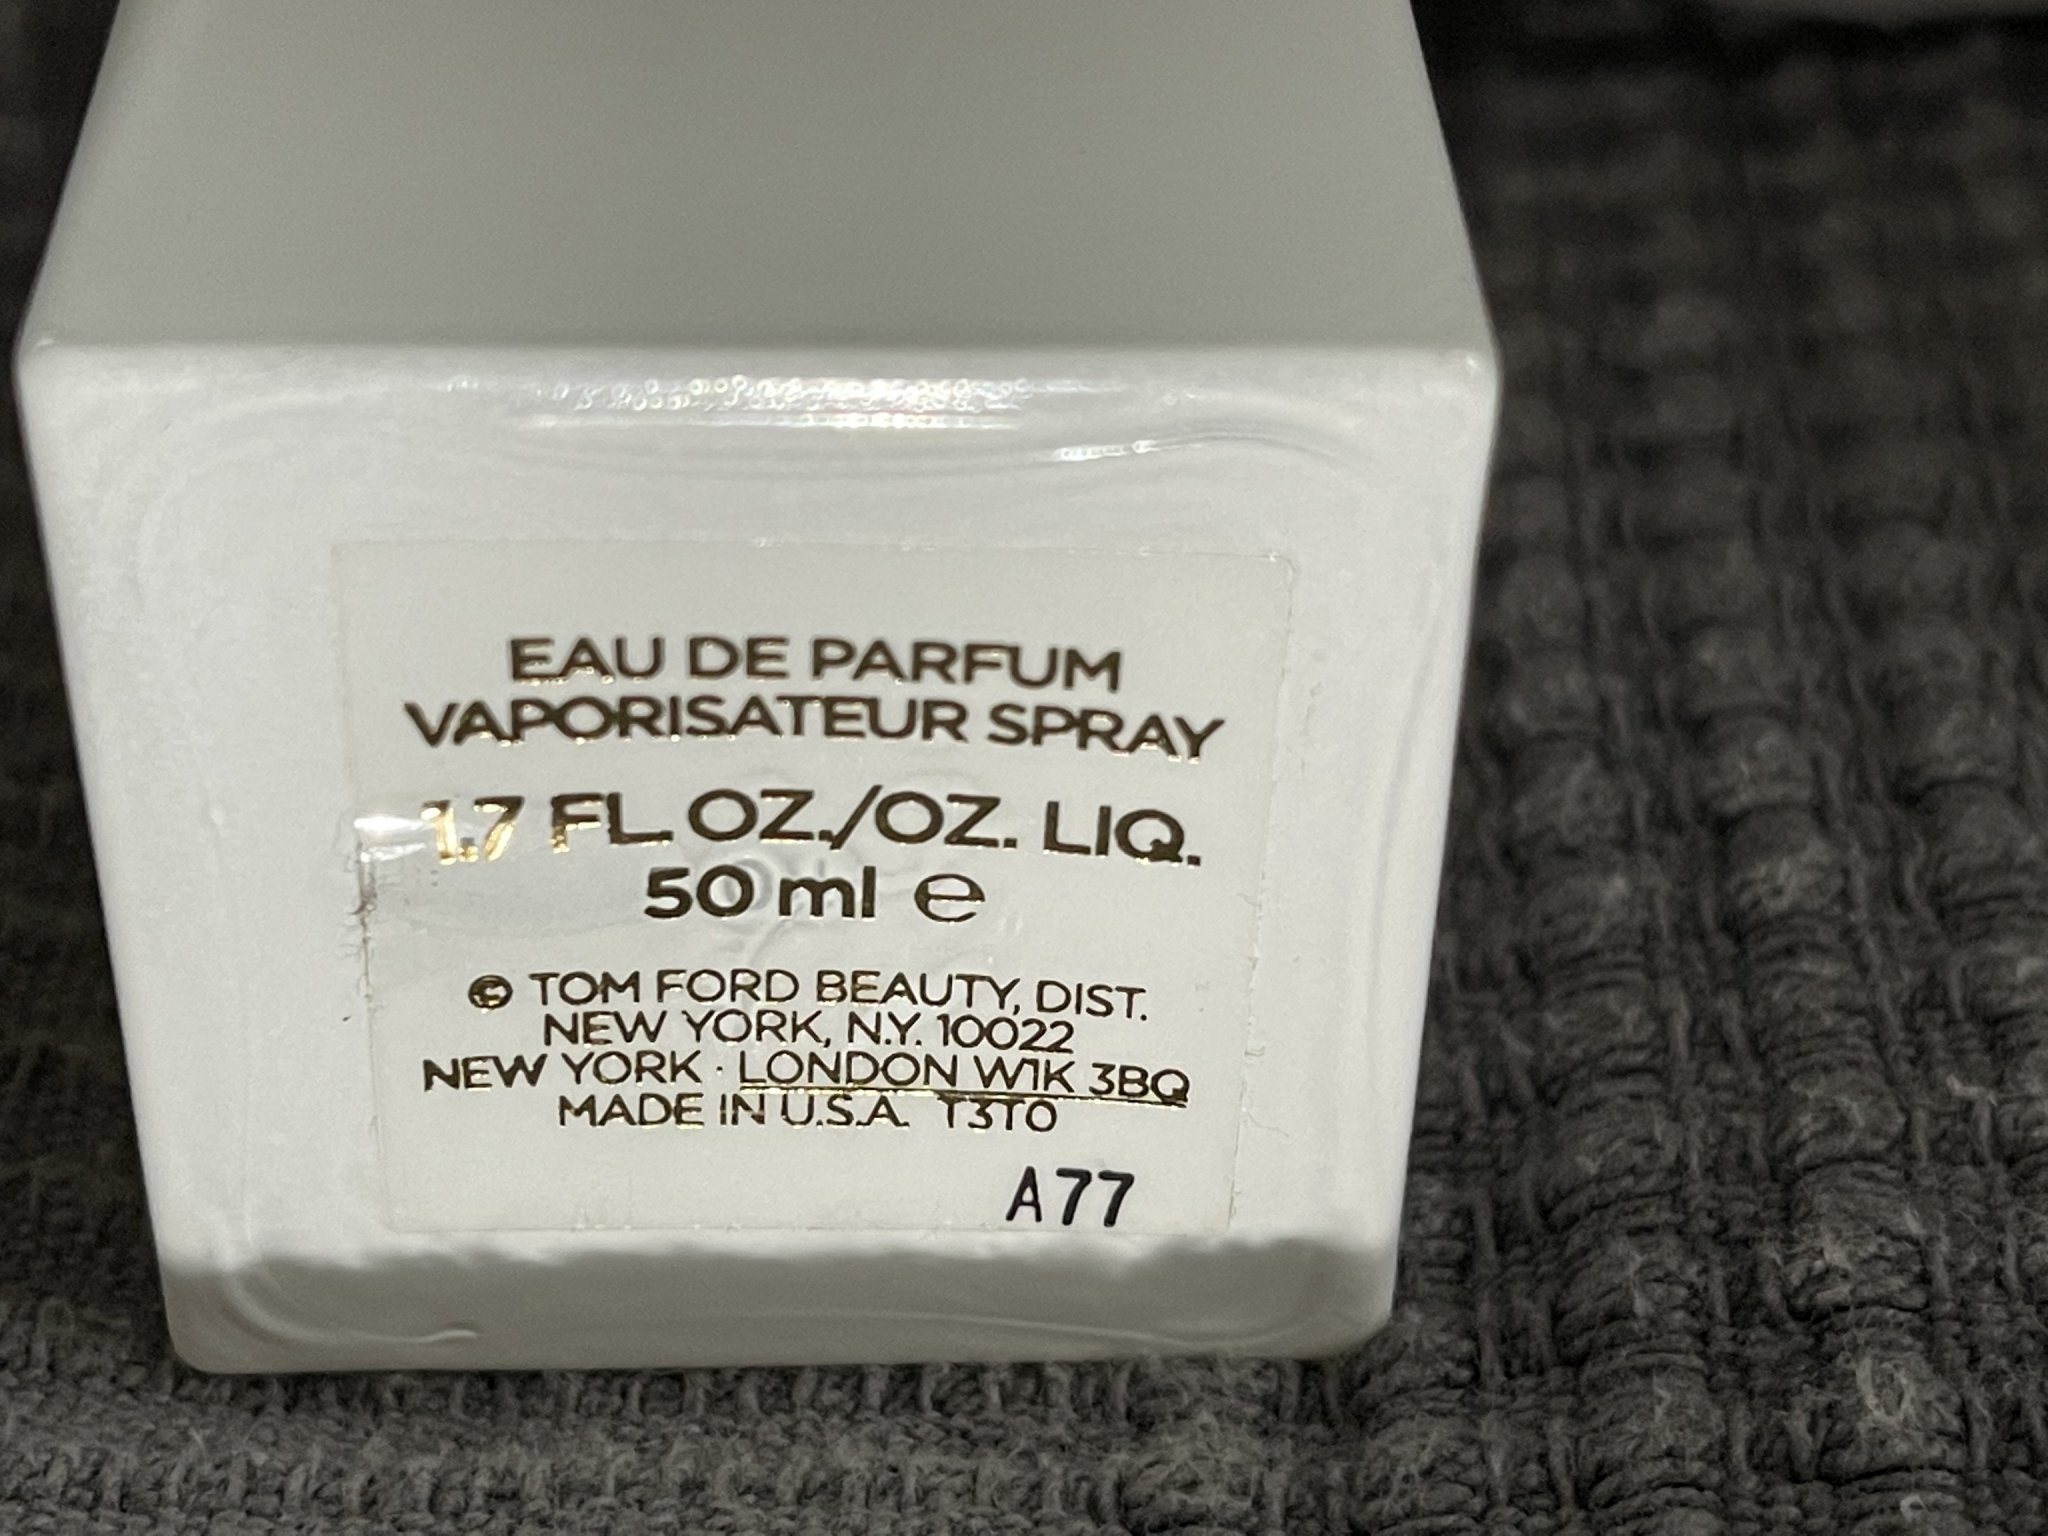 EAU DE PARFUM
VAPORISATEUR SPRAY
1.7 FL. OZ./OZ. LIQ.
50 ml ℮
© TOM FORD BEAUTY, DIST.
NEW YORK, N.Y. 10022
NEW YORK · LONDON W1K 3BQ
MADE IN U.S.A. T3T0
A77